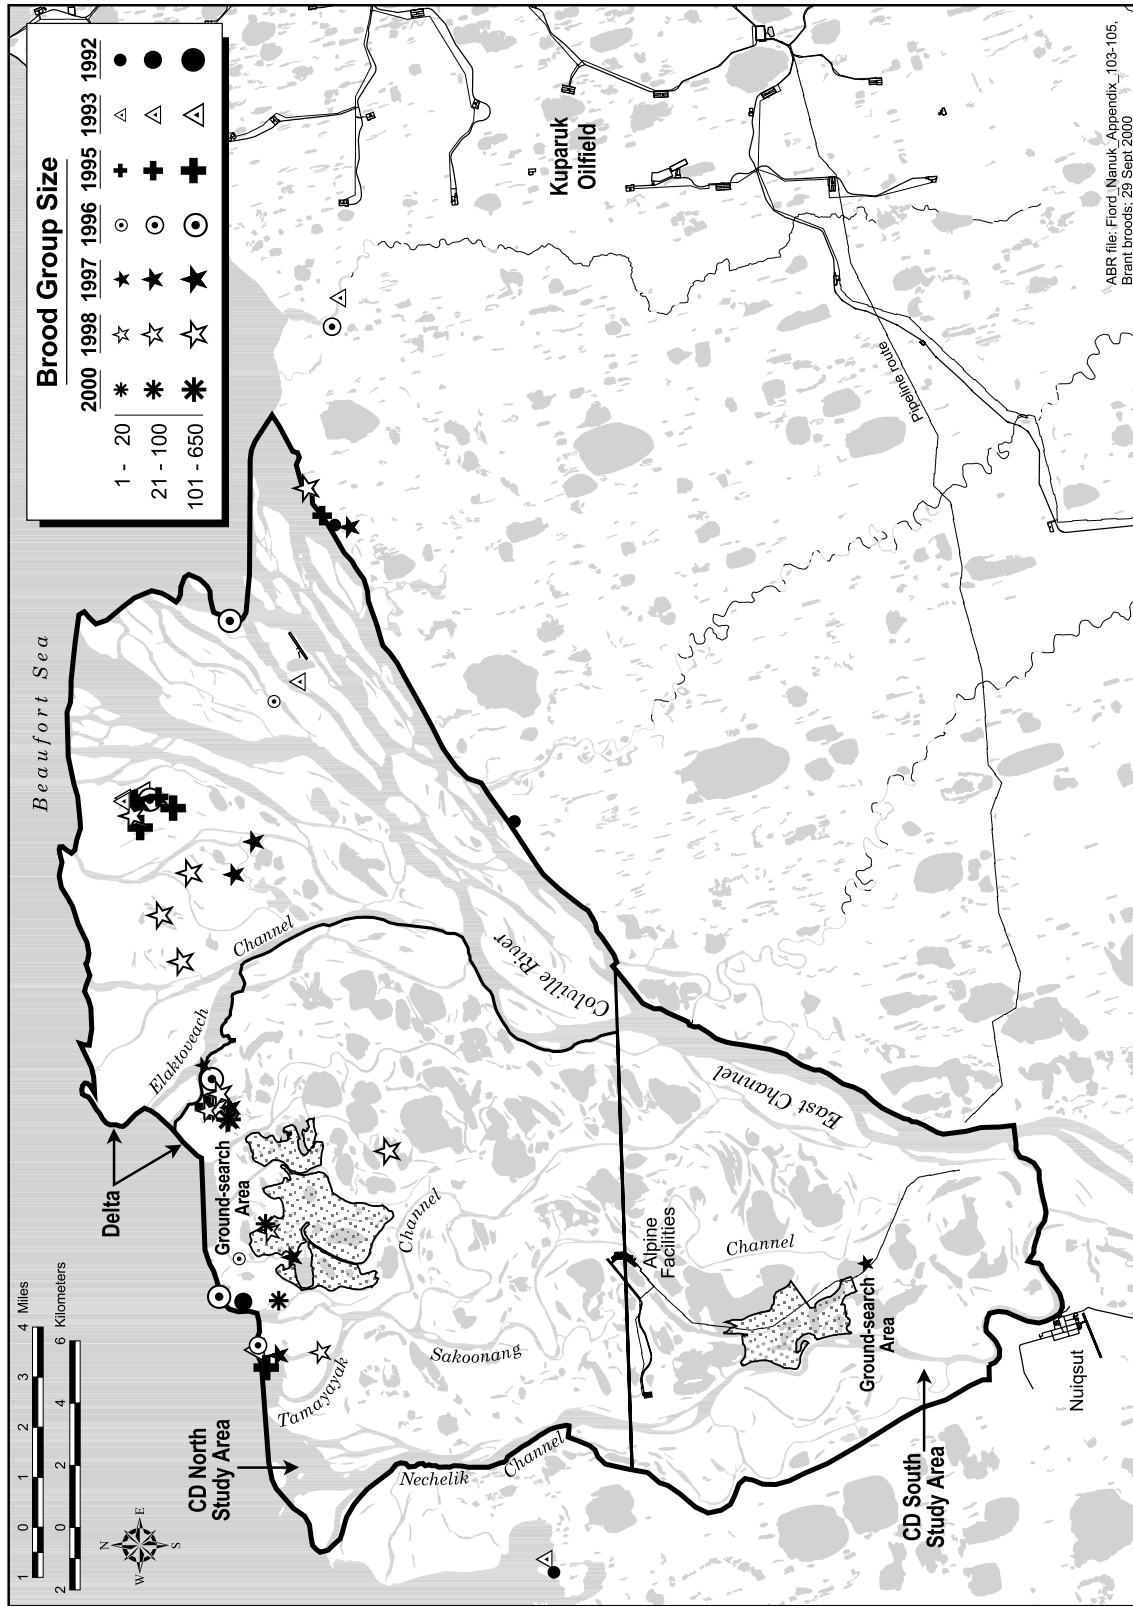 Brood Group Size
2000 1998 1997 1996 1995 1993 1992
1 - 20
21 - 100
101 - 650
Beaufort Sea
Kuparuk
Oilfield
Pipeline route
Elaktoveach
Channel
Colville River
East Channel
Delta
Ground-search
Area
Channel
Sakoonang
Tamayayak
CD North
Study Area
Nechelik
Channel
Alpine
Facilities
Channel
Ground-search
Area
CD South
Study Area
Nuiqsut
1 0 1 2 3 4 Miles
2 0 2 4 6 Kilometers
N
E
S
W
ABR file: Fiord_Nanuk_Appendix_103-105,
Brant broods; 29 Sept 2000